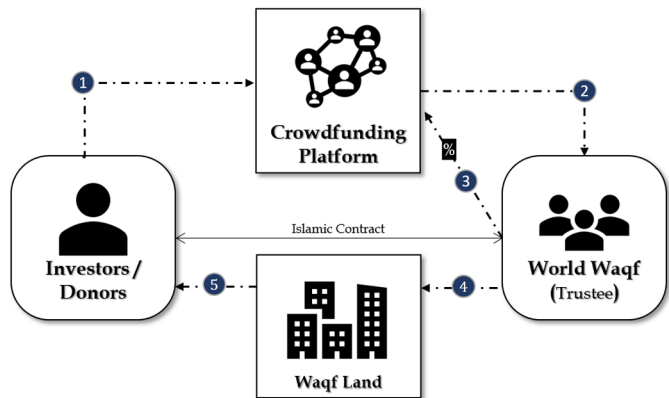 1
2
Crowdfunding
Platform
%
3
Islamic Contract
Investors /
Donors
World Waqf
(Trustee)
5
4
Waqf Land